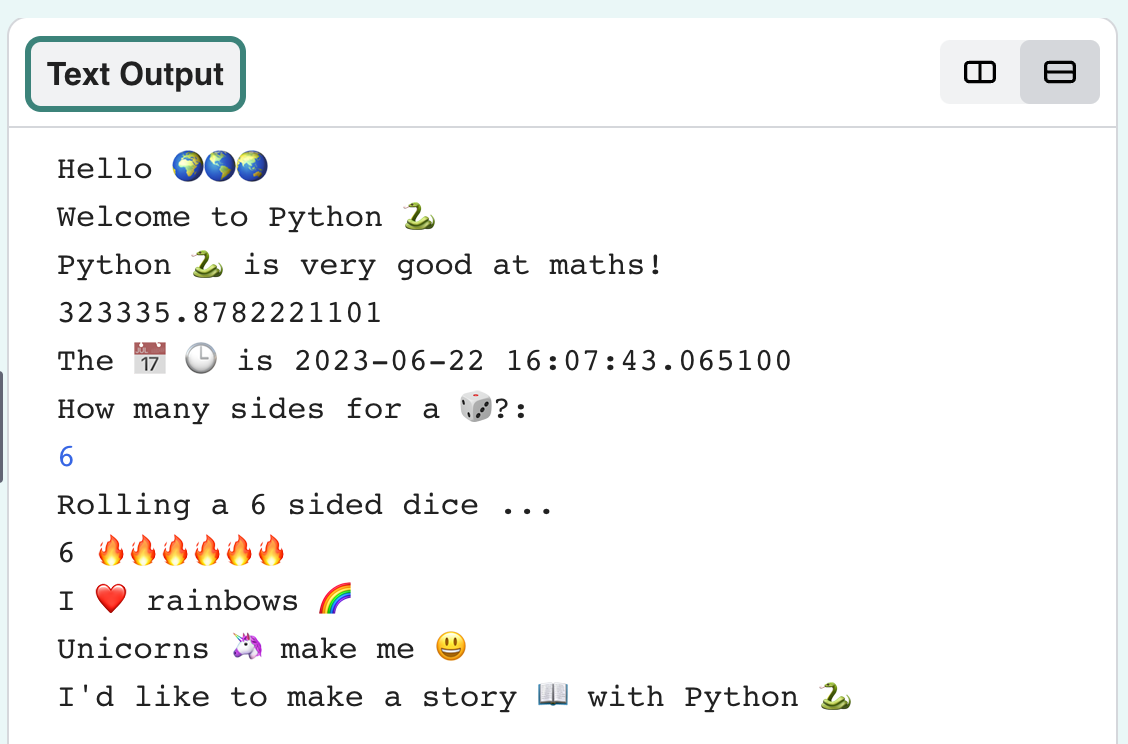 Text Output
Hello 🌍🌎🌏
Welcome to Python 🐍
Python 🐍 is very good at maths!
323335.8782221101
The 📅 🕒 is 2023-06-22 16:07:43.065100
How many sides for a 🎲?:
6
Rolling a 6 sided dice ...
6 🔥🔥🔥🔥🔥🔥
I ❤️ rainbows 🌈
Unicorns 🦄 make me 😃
I'd like to make a story 📖 with Python 🐍